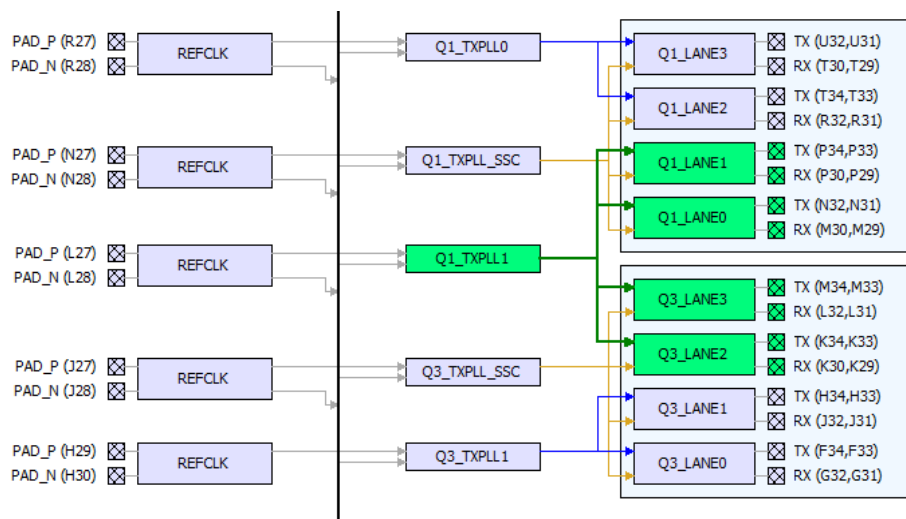 PAD_P (R27)
PAD_N (R28)
REFCLK
Q1_TXPLL0
Q1_LANE3
TX (U32,U31)
RX (T30,T29)
Q1_LANE2
TX (T34,T33)
RX (R32,R31)
PAD_P (N27)
PAD_N (N28)
REFCLK
Q1_TXPLL_SSC
Q1_LANE1
TX (P34,P33)
RX (P30,P29)
Q1_LANE0
TX (N32,N31)
RX (M30,M29)
PAD_P (L27)
PAD_N (L28)
REFCLK
Q1_TXPLL1
Q3_LANE3
TX (M34,M33)
RX (L32,L31)
Q3_LANE2
TX (K34,K33)
RX (K30,K29)
PAD_P (J27)
PAD_N (J28)
REFCLK
Q3_TXPLL_SSC
Q3_LANE1
TX (H34,H33)
RX (J32,J31)
PAD_P (H29)
PAD_N (H30)
REFCLK
Q3_TXPLL1
Q3_LANE0
TX (F34,F33)
RX (G32,G31)